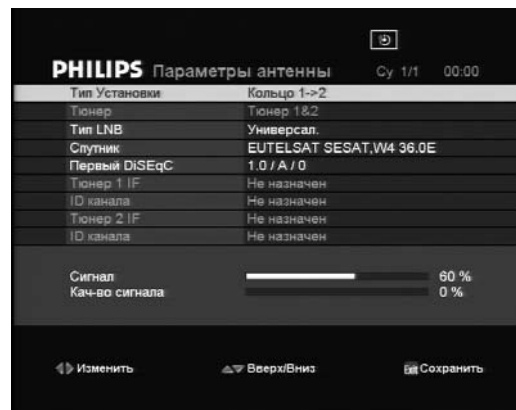 PHILIPS Параметры антенны Су 1/1 00:00
Тип Установки Кольцо 1->2
Тюнер Тюнер 1&2
Тип LNB Универсал.
Спутник EUTELSAT SESAT,W4 36.0E
Первый DiSEqC 1.0 / A / 0
Тюнер 1 IF Не назначен
ID канала Не назначен
Тюнер 2 IF Не назначен
ID канала Не назначен
Сигнал 60 %
Кач-во сигнала 0 %
Изменить Вверх/Вниз Exit Сохранить